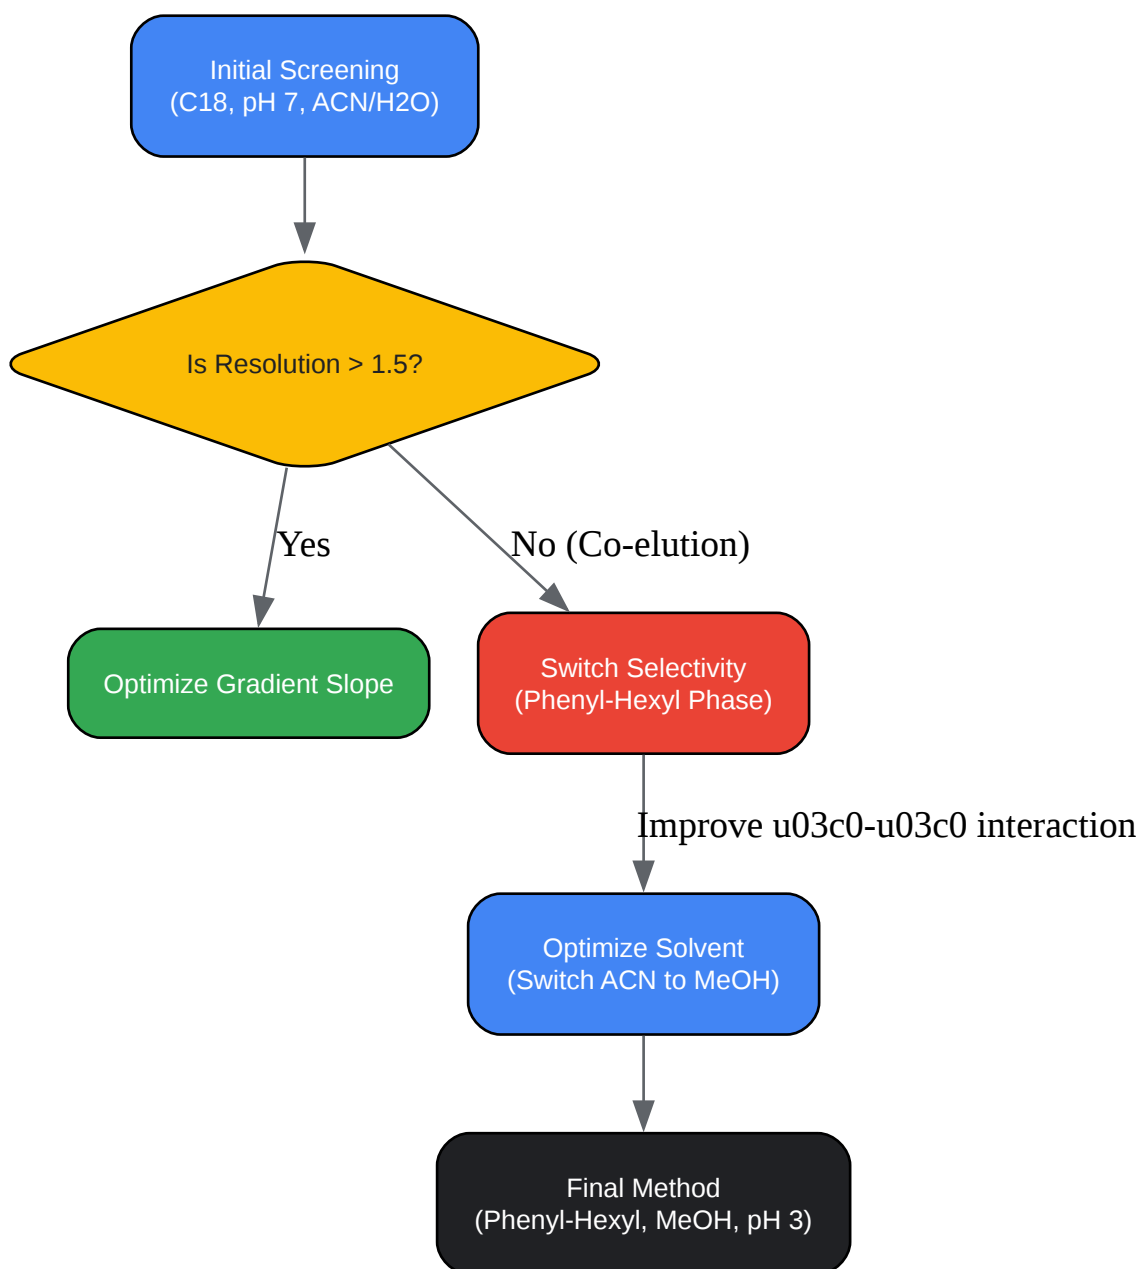 Initial Screening
(C18, pH 7, ACN/H2O)
Is Resolution > 1.5?
Yes
No (Co-elution)
Optimize Gradient Slope
Switch Selectivity
(Phenyl-Hexyl Phase)
Improve u03c0-u03c0 interaction
Optimize Solvent
(Switch ACN to MeOH)
Final Method
(Phenyl-Hexyl, MeOH, pH 3)